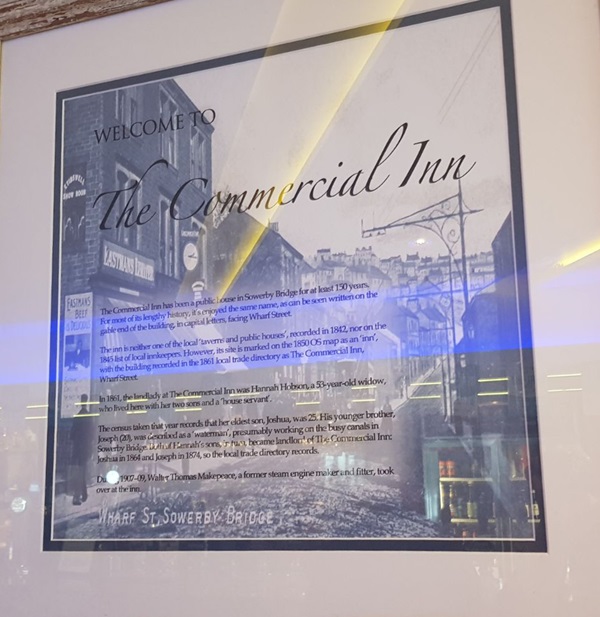 WELCOME TO
The Commercial Inn
SHOW ROOM
EASTMANS
EASTMANS
BEEF
The Commercial Inn has been a public house in Sowerby Bridge for at least 150 years.
For most of its lengthy history, it's enjoyed the same name, as can be seen written on the
gable end of the building, in capital letters, facing Wharf Street.
The inn is neither one of the local 'taverns and public houses', recorded in 1842, nor on the
1845 list of local innkeepers. However, its site is marked on the 1850 OS map as an 'inn',
with the building recorded in the 1861 local trade directory as The Commercial Inn,
Wharf Street.
In 1861, the landlady at The Commercial Inn was Hannah Hobson, a 53-year-old widow,
who lived here with her two sons and a 'house servant'.
The census taken that year records that her eldest son, Joshua, was 25. His younger brother,
Joseph (20), was described as a 'waterman', presumably working on the busy canals in
Sowerby Bridge. Both of Hannah's sons, in turn, became landlord of The Commercial Inn:
Joshua in 1864 and Joseph in 1874, so the local trade directory records.
1907-09, Walter Thomas Makepeace, a former steam engine maker and fitter, took
over at the inn.
WHARF ST, SOWERBY BRIDGE